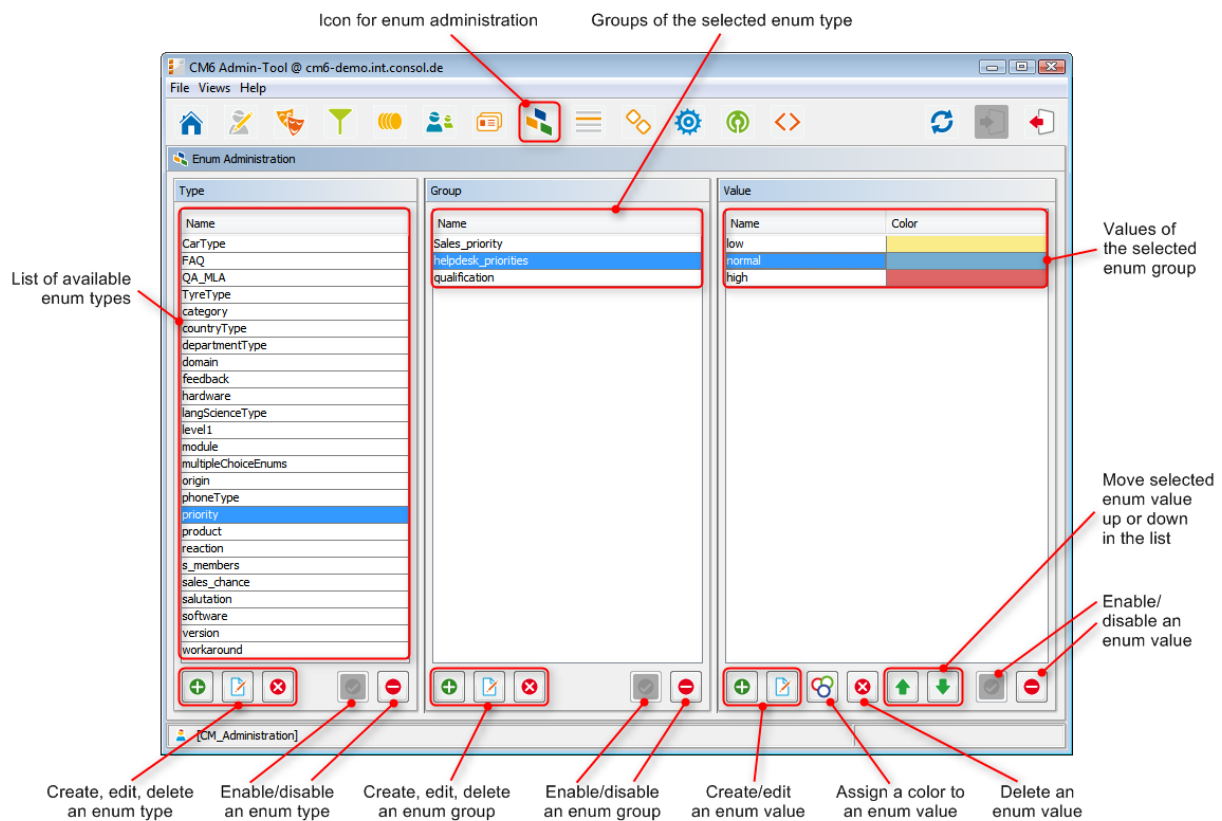 Icon for enum administration
Groups of the selected enum type
CM6 Admin-Tool @ cm6-demo.int.consol.de
File Views Help
Enum Administration
Type
Group
Value
Name
Name
Name
Color
CarType
FAQ
QA_MLA
TyreType
category
countryType
departmentType
domain
feedback
hardware
langScienceType
level1
module
multipleChoiceEnums
origin
phoneType
priority
product
reaction
s_members
sales_chance
salutation
software
version
workaround
Sales_priority
helpdesk_priorities
qualification
low
normal
high
List of available
enum types
Values of
the selected
enum group
Move selected
enum value
up or down
in the list
Enable/
disable an
enum value
[CM_Administration]
Create, edit, delete
an enum type
Enable/disable
an enum type
Create, edit, delete
an enum group
Enable/disable
an enum group
Create/edit
an enum value
Assign a color to
an enum value
Delete an
enum value